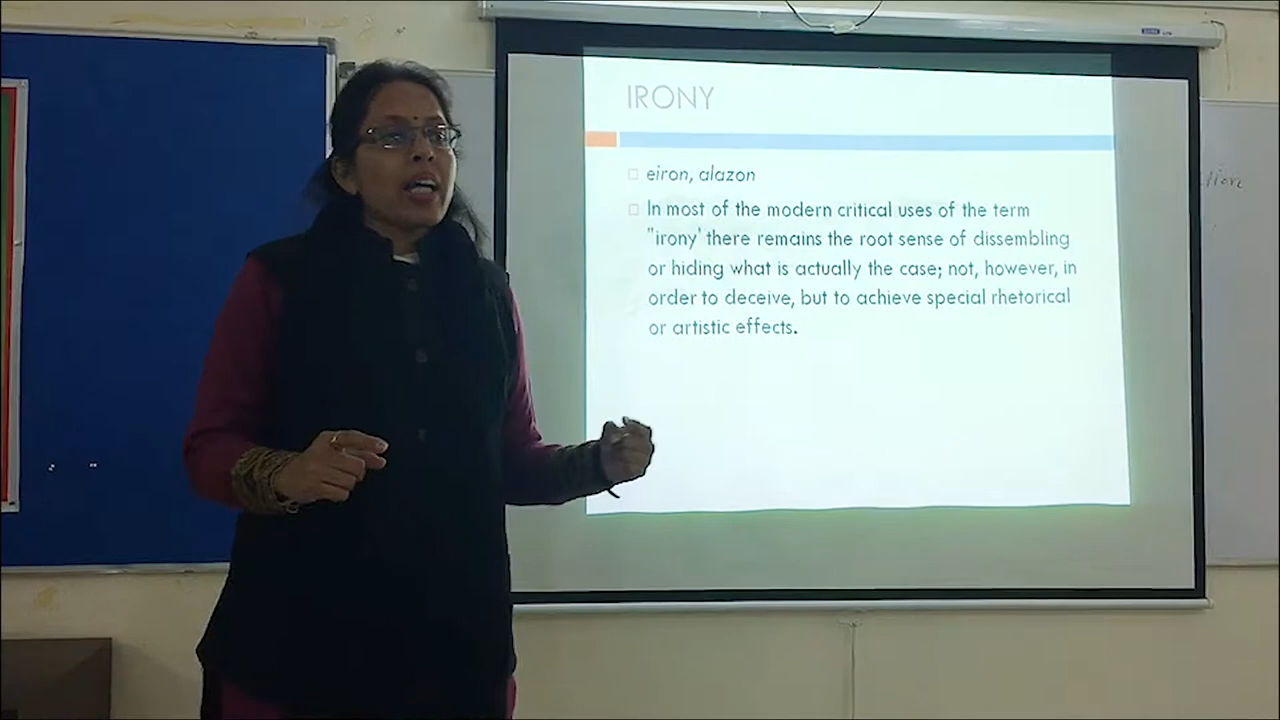 IRONY
eiron, alazon
In most of the modern critical uses of the term
"irony' there remains the root sense of dissembling
or hiding what is actually the case; not, however, in
order to deceive, but to achieve special rhetorical
or artistic effects.